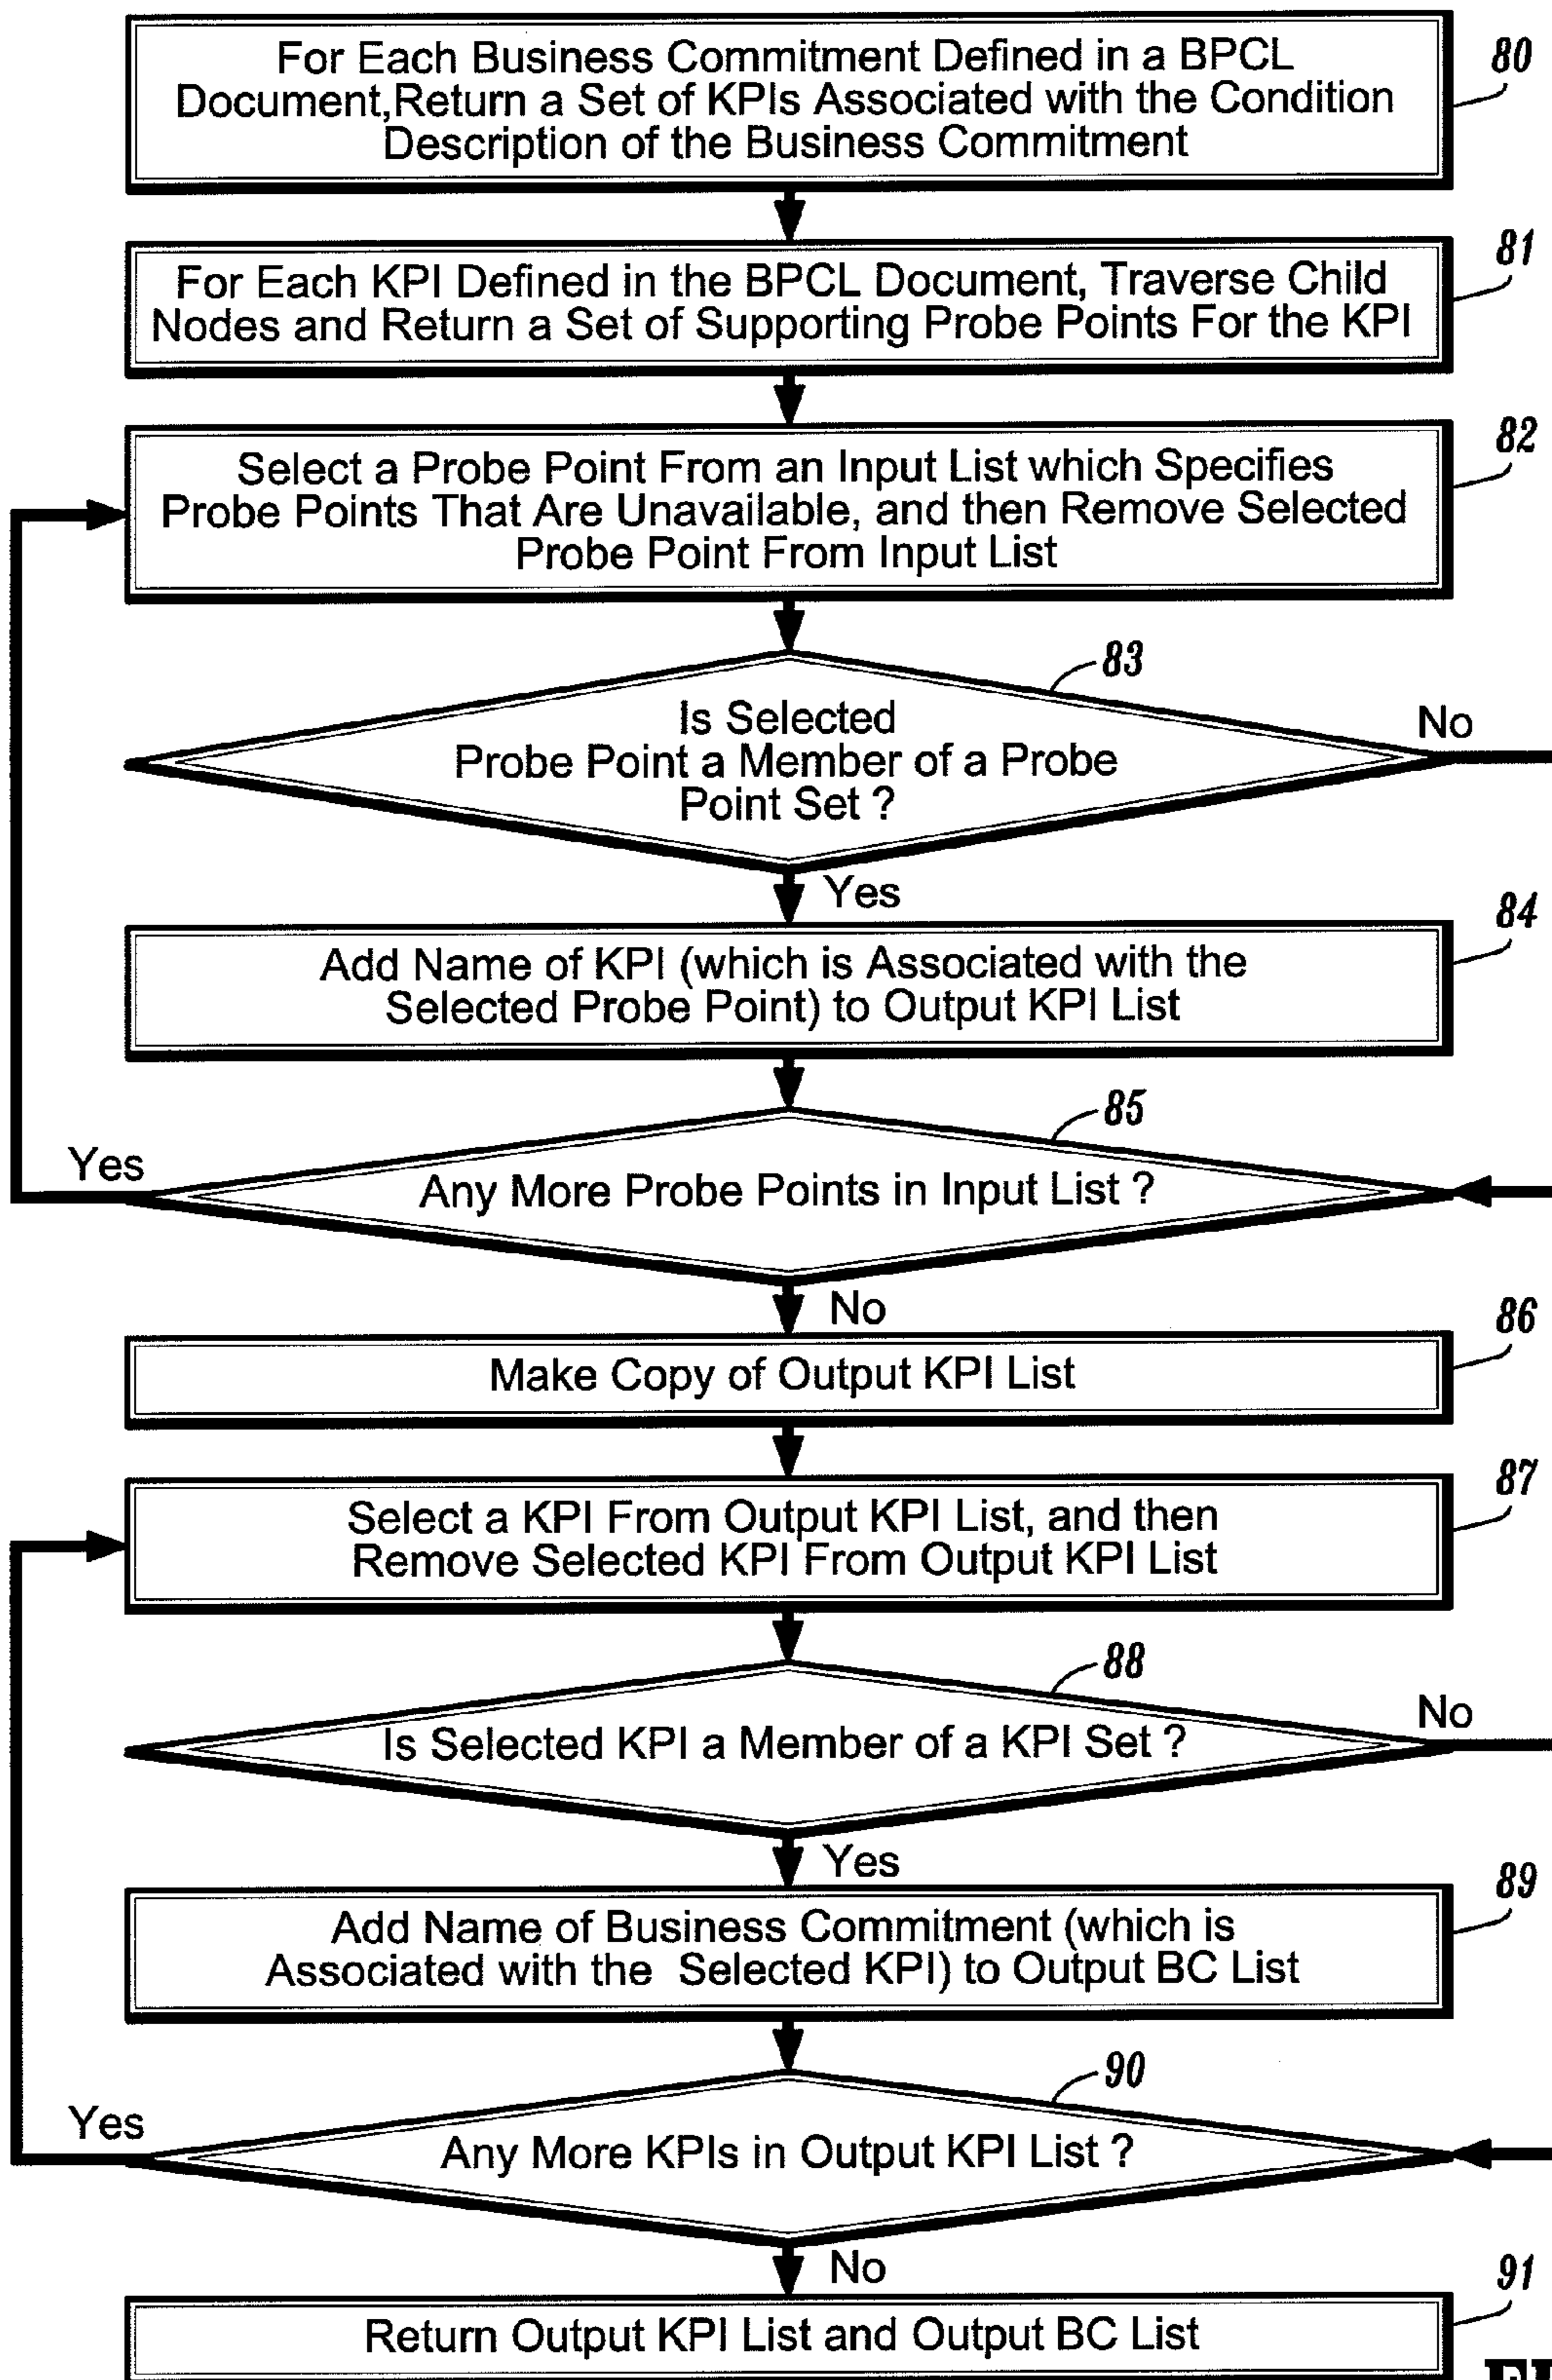 For Each Business Commitment Defined in a BPCL
Document,Return a Set of KPIs Associated with the Condition
Description of the Business Commitment
80
For Each KPI Defined in the BPCL Document, Traverse Child
Nodes and Return a Set of Supporting Probe Points For the KPI
81
Select a Probe Point From an Input List which Specifies
Probe Points That Are Unavailable, and then Remove Selected
Probe Point From Input List
82
83
Is Selected
Probe Point a Member of a Probe
Point Set ?
No
Yes
84
Add Name of KPI (which is Associated with the
Selected Probe Point) to Output KPI List
85
Yes
Any More Probe Points in Input List ?
No
86
Make Copy of Output KPI List
87
Select a KPI From Output KPI List, and then
Remove Selected KPI From Output KPI List
88
No
Is Selected KPI a Member of a KPI Set ?
Yes
89
Add Name of Business Commitment (which is
Associated with the Selected KPI) to Output BC List
90
Yes
Any More KPIs in Output KPI List ?
No
91
Return Output KPI List and Output BC List